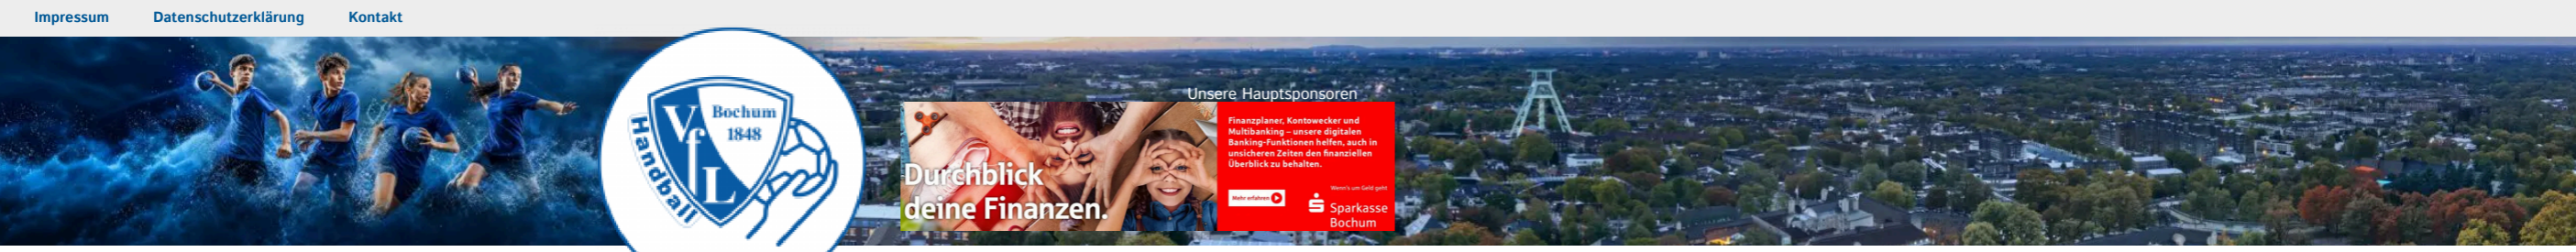 Impressum Datenschutzerklärung Kontakt
VfL
Bochum
1848
Handball
Unsere Hauptsponsoren
Durchblick
deine Finanzen.
Finanzplaner, Kontowecker und
Multibanking – unsere digitalen
Banking-Funktionen helfen, auch in
unsicheren Zeiten den finanziellen
Überblick zu behalten.
Mehr erfahren
Wenn's um Geld geht
Sparkasse
Bochum